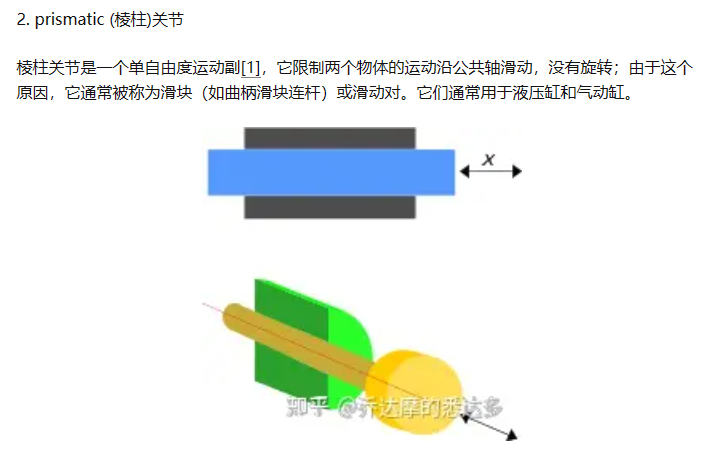 2. prismatic (棱柱)关节
棱柱关节是一个单自由度运动副[1]，它限制两个物体的运动沿公共轴滑动，没有旋转；由于这个
原因，它通常被称为滑块（如曲柄滑块连杆）或滑动对。它们通常用于液压缸和气动缸。
x
知乎 @乔达摩的悉达多